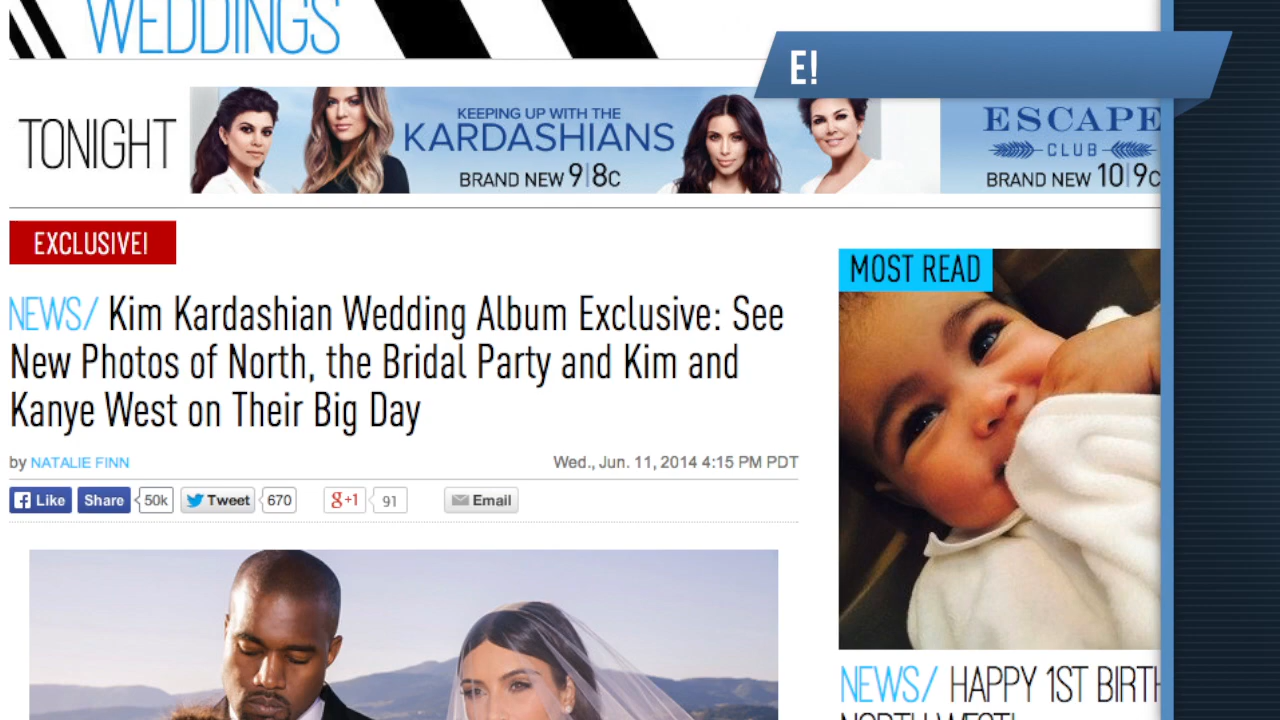 WEDDINGS
E!
TONIGHT
KEEPING UP WITH THE
KARDASHIANS
BRAND NEW 9|8C
ESCAPE
CLUB
BRAND NEW 10|9C
EXCLUSIVE!
MOST READ
NEWS/ Kim Kardashian Wedding Album Exclusive: See
New Photos of North, the Bridal Party and Kim and
Kanye West on Their Big Day
by NATALIE FINN
Wed., Jun. 11, 2014 4:15 PM PDT
Like Share 50k Tweet 670 g+1 91 Email
NEWS/ HAPPY 1ST BIRTH
NORTH WEST!